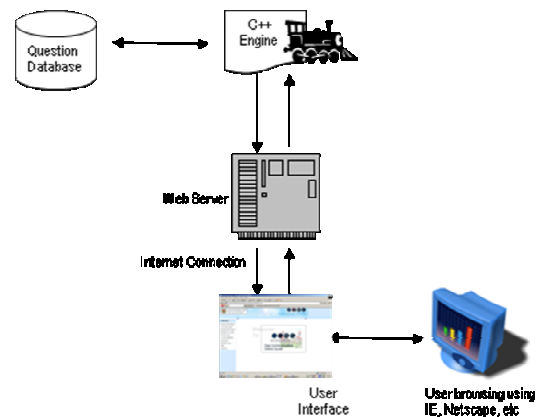 C++
Engine
Question
Database
Web Server
Internet Connection
User
Interface
User browsing using
IE, Netscape, etc